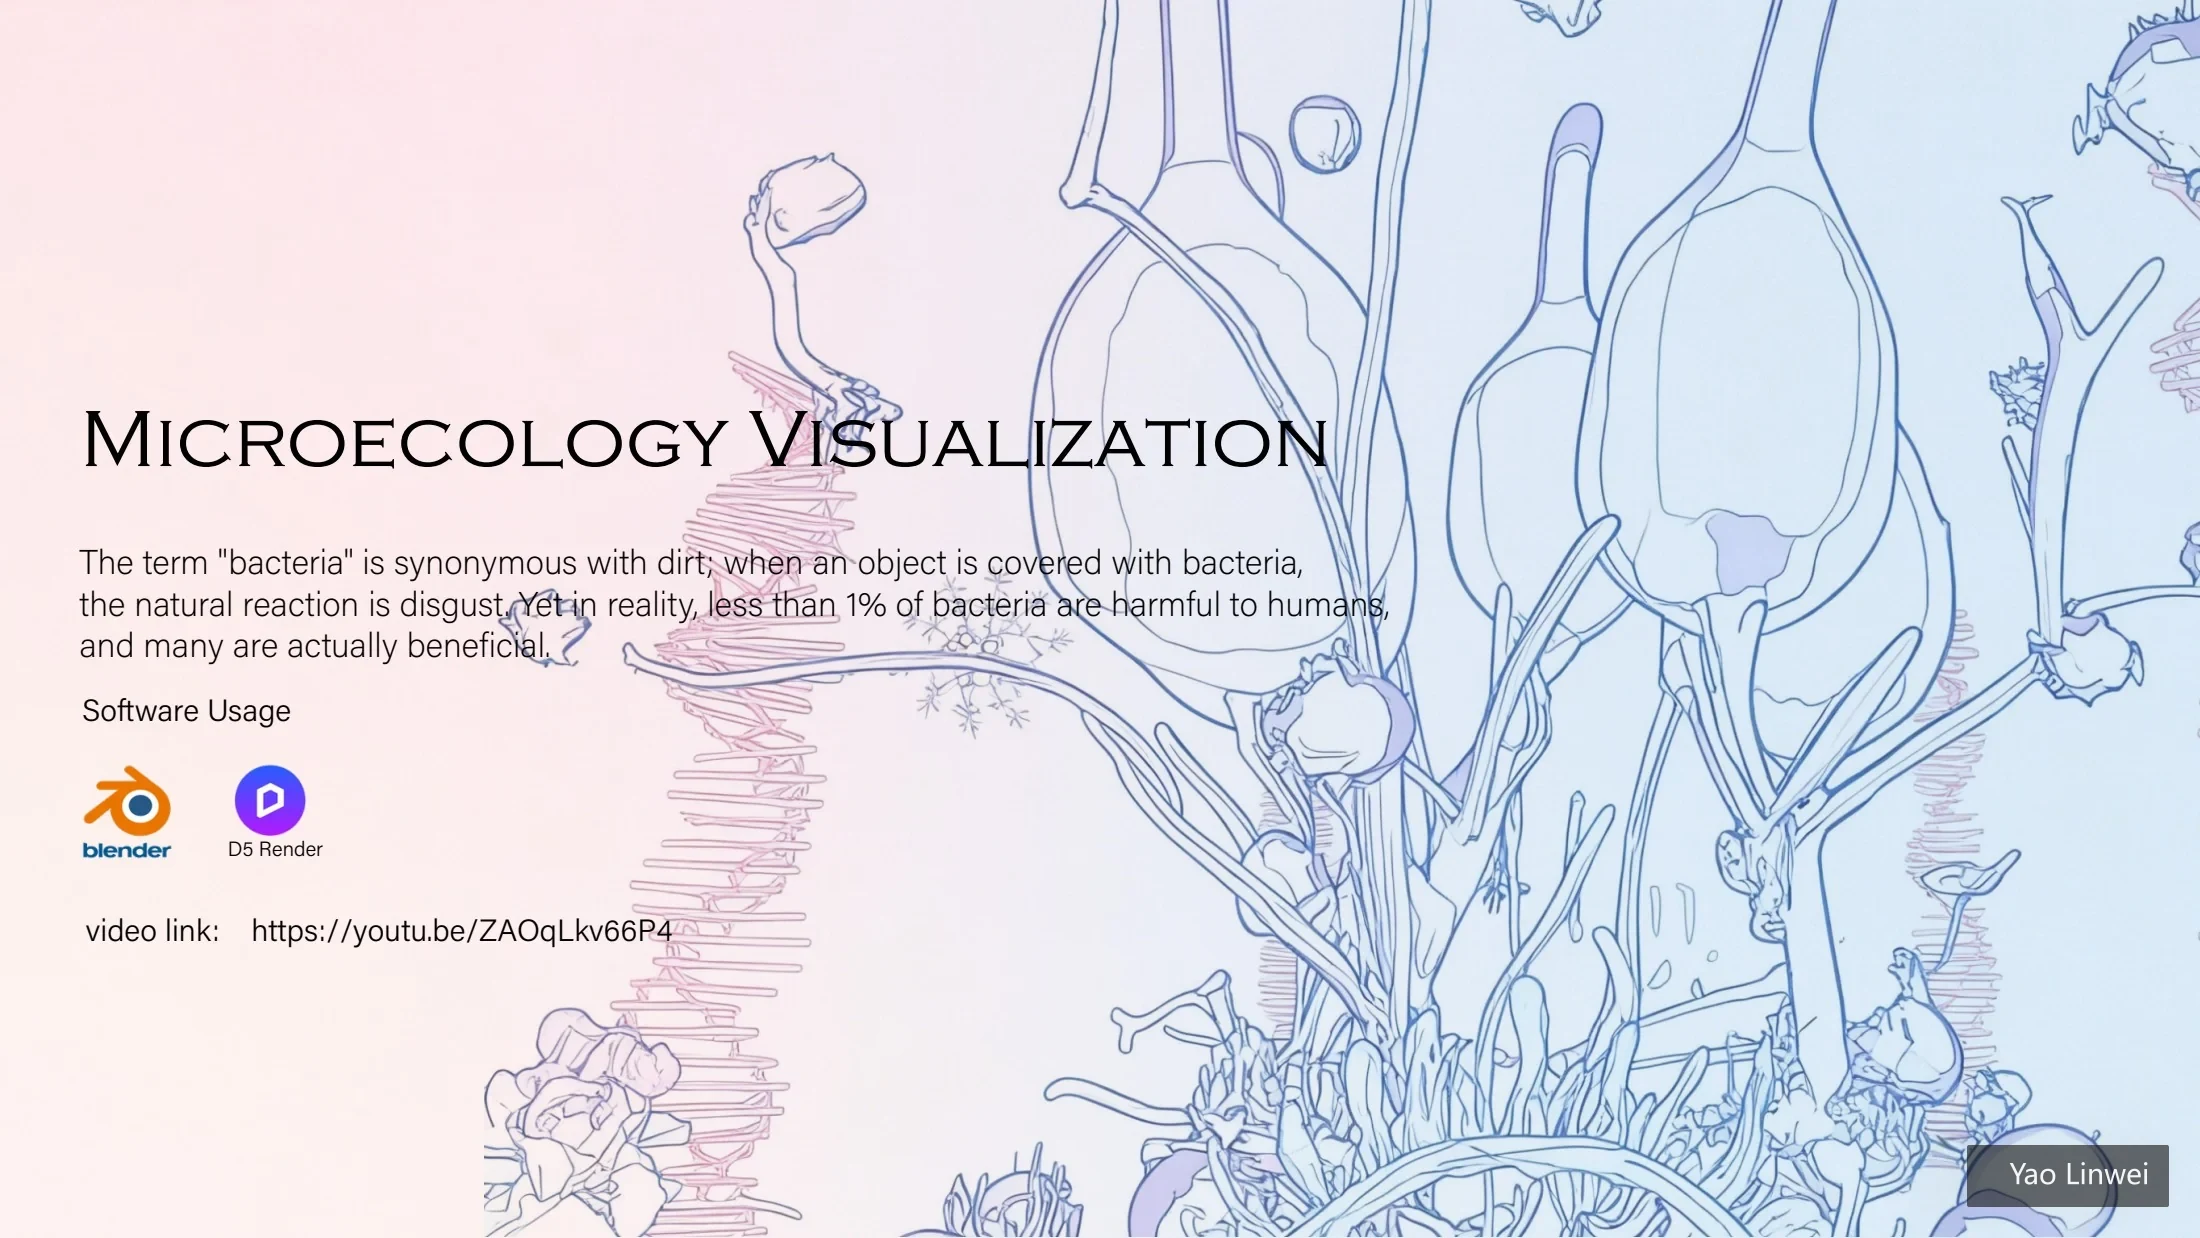 MICROECOLOGY VISUALIZATION
The term "bacteria" is synonymous with dirt; when an object is covered with bacteria,
the natural reaction is disgust. Yet in reality, less than 1% of bacteria are harmful to humans,
and many are actually beneficial.
Software Usage
blender
D5 Render
video link: https://youtu.be/ZAOqLkv66P4
Yao Linwei